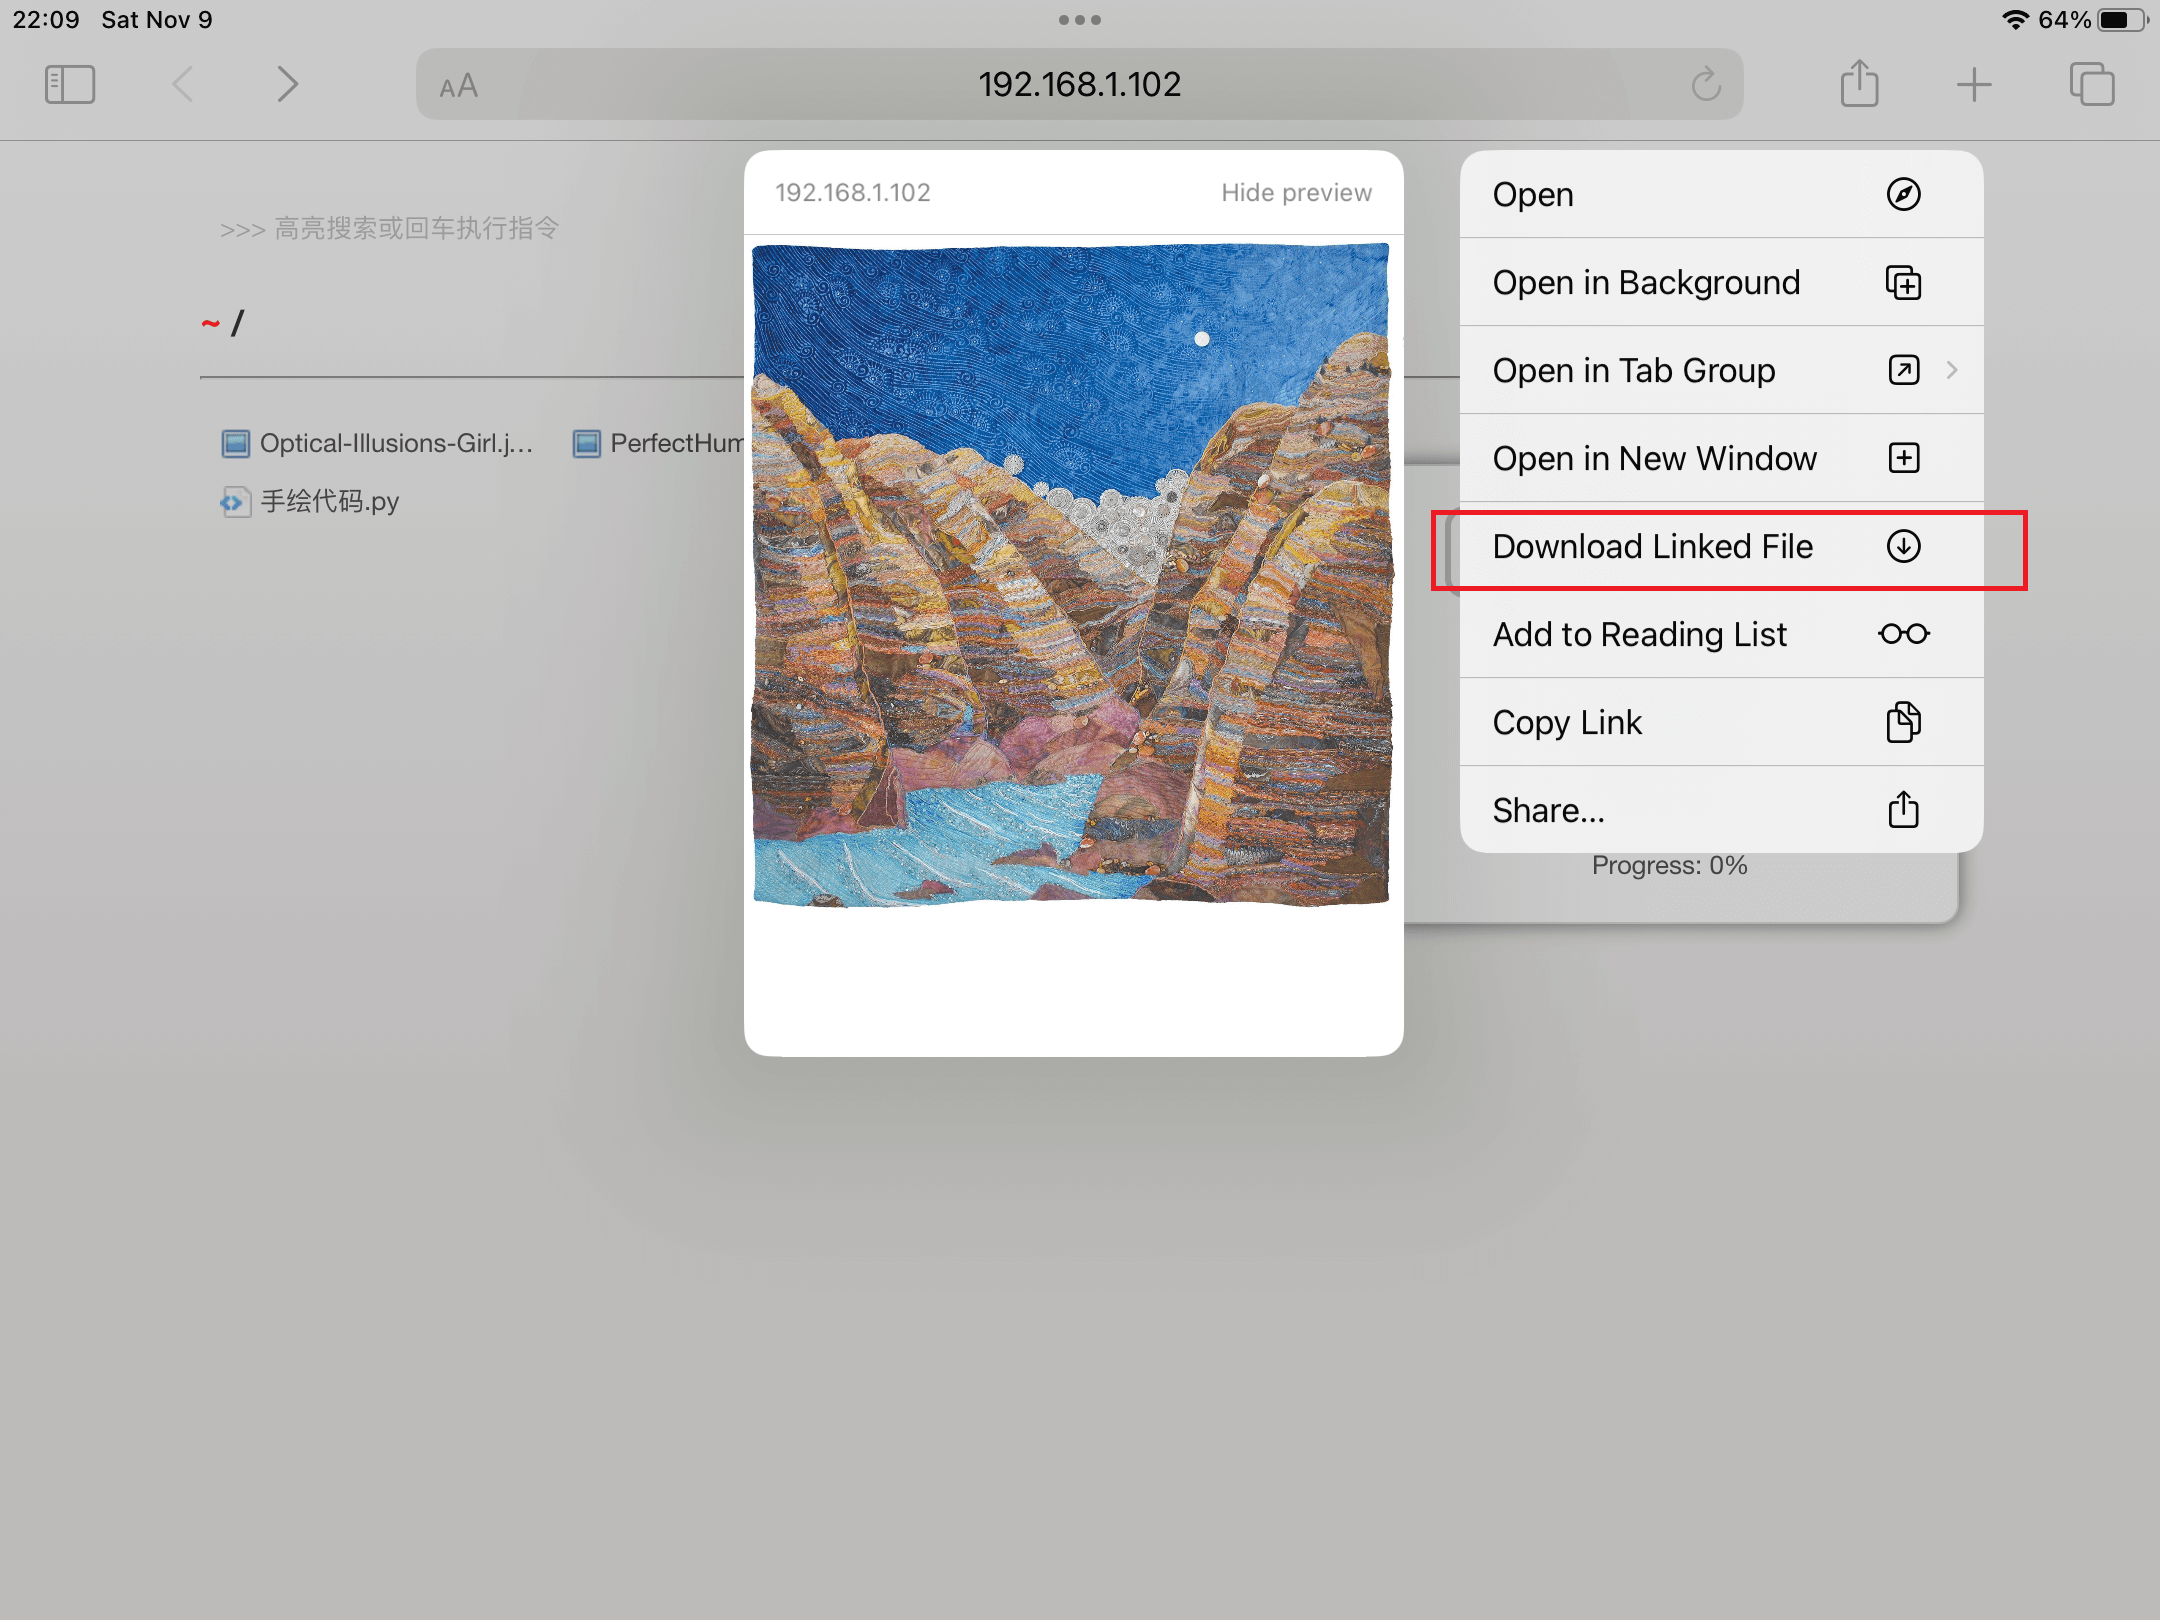 22:09 Sat Nov 9
64%
AA
192.168.1.102
192.168.1.102
Hide preview
>>> 高亮搜索或回车执行指令
~ /
Optical-Illusions-Girl.j...
PerfectHum
手绘代码.py
Open
Open in Background
Open in Tab Group
Open in New Window
Download Linked File
Add to Reading List
Copy Link
Share...
Progress: 0%